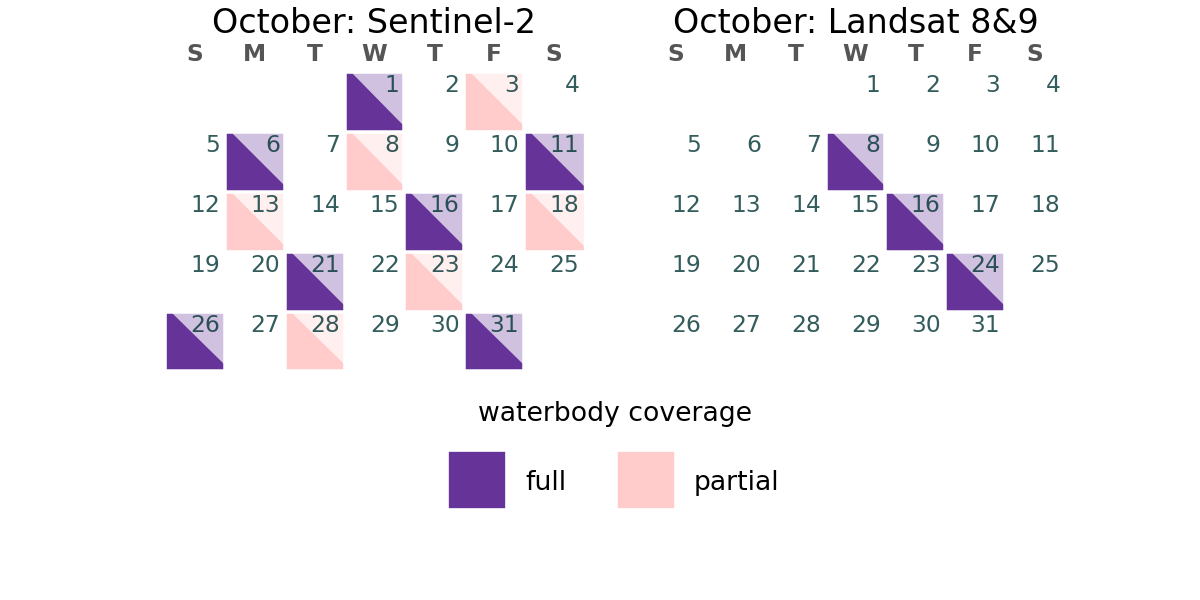 October: Sentinel-2
S M T W T F S
1 2 3 4
5 6 7 8 9 10 11
12 13 14 15 16 17 18
19 20 21 22 23 24 25
26 27 28 29 30 31
October: Landsat 8&9
S M T W T F S
1 2 3 4
5 6 7 8 9 10 11
12 13 14 15 16 17 18
19 20 21 22 23 24 25
26 27 28 29 30 31
waterbody coverage
full partial